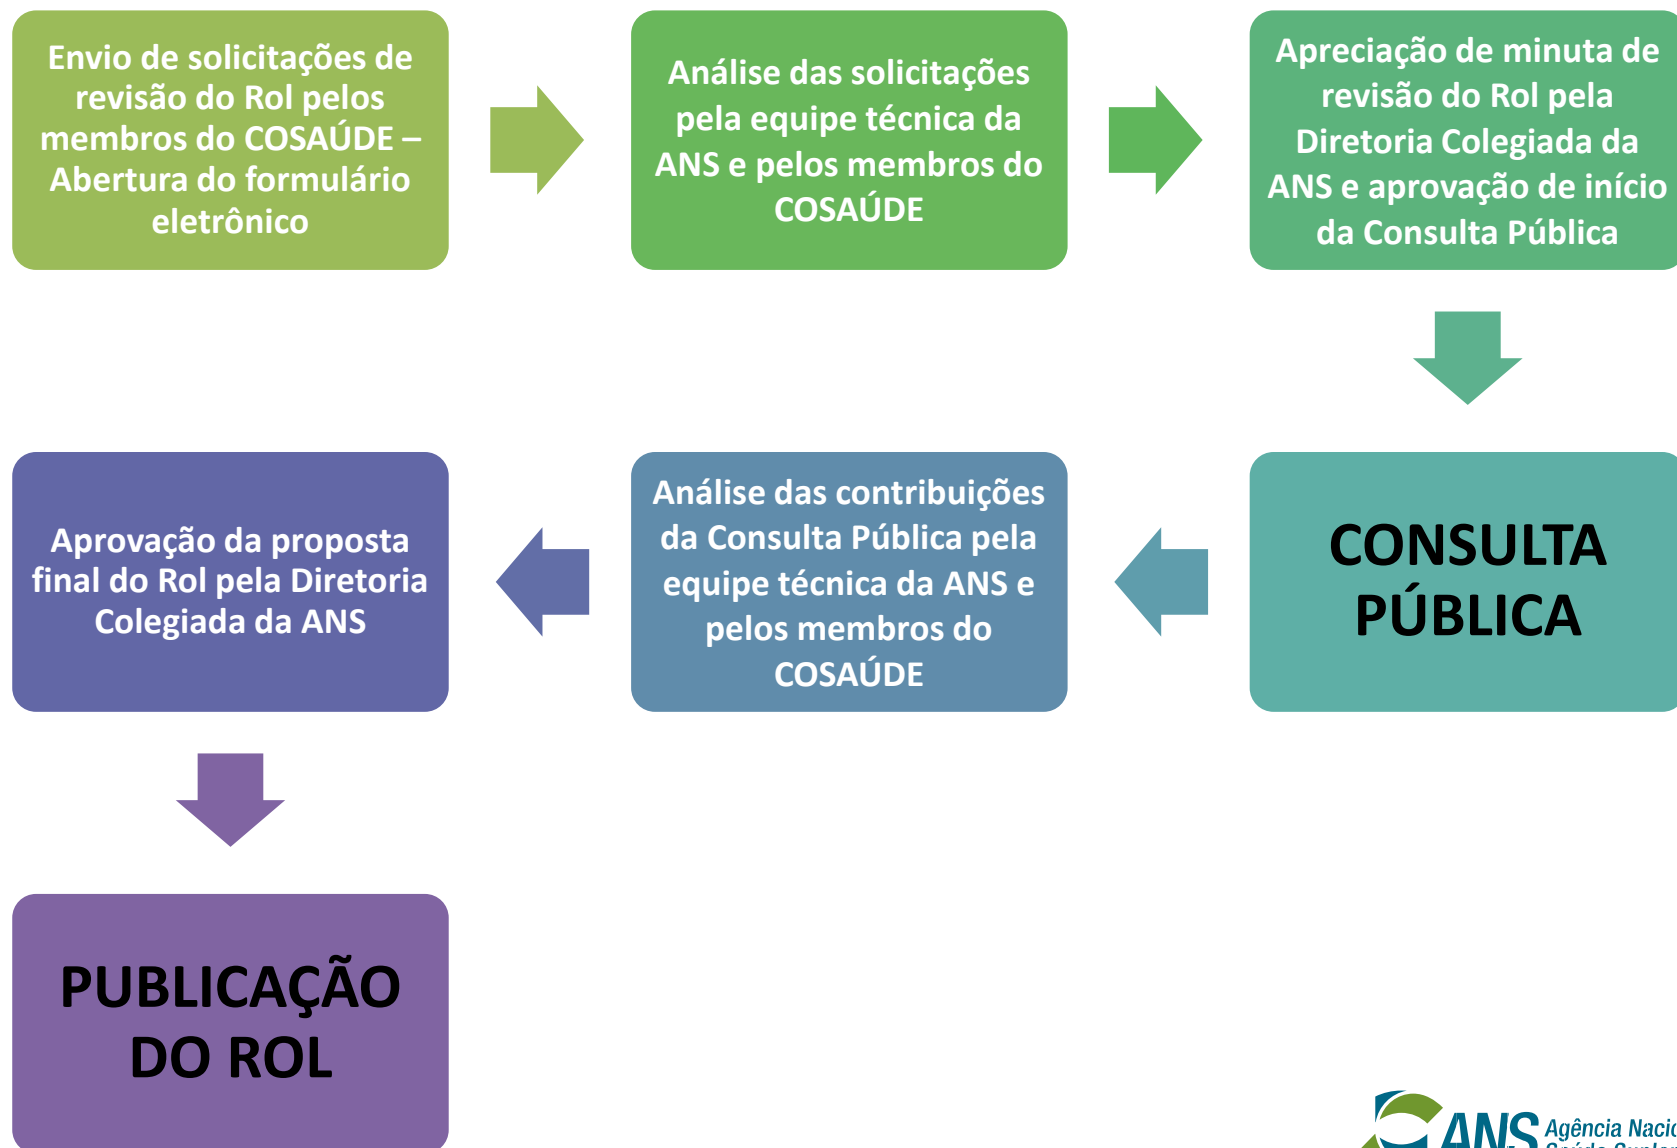 Envio de solicitações de
revisão do Rol pelos
membros do COSAÚDE –
Abertura do formulário
eletrônico
Análise das solicitações
pela equipe técnica da
ANS e pelos membros do
COSAÚDE
Apreciação de minuta de
revisão do Rol pela
Diretoria Colegiada da
ANS e aprovação de início
da Consulta Pública
CONSULTA
PÚBLICA
Análise das contribuições
da Consulta Pública pela
equipe técnica da ANS e
pelos membros do
COSAÚDE
Aprovação da proposta
final do Rol pela Diretoria
Colegiada da ANS
PUBLICAÇÃO
DO ROL
ANS
Agência Nacio